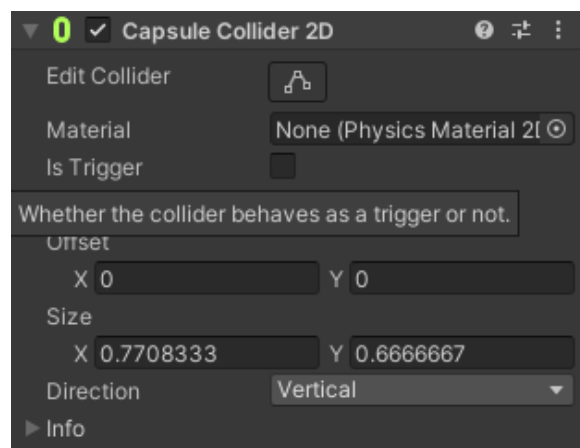 Capsule Collider 2D
Edit Collider
Material None (Physics Material 2
Is Trigger
Whether the collider behaves as a trigger or not.
Offset
X 0 Y 0
Size
X 0.7708333 Y 0.6666667
Direction Vertical
Info